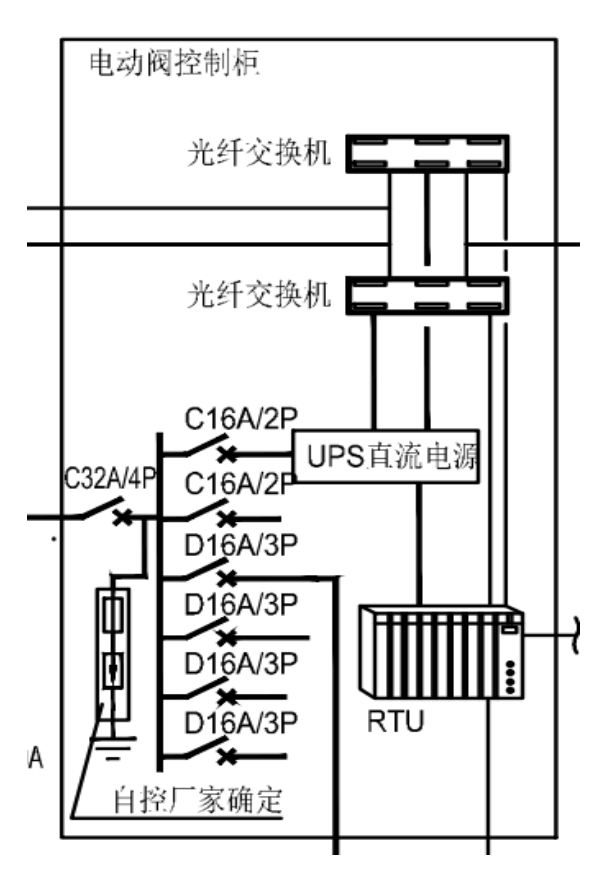 电动阀控制柜
光纤交换机
光纤交换机
C16A/2P
UPS直流电源
C32A/4P
C16A/2P
D16A/3P
D16A/3P
D16A/3P
D16A/3P
RTU
自控厂家确定